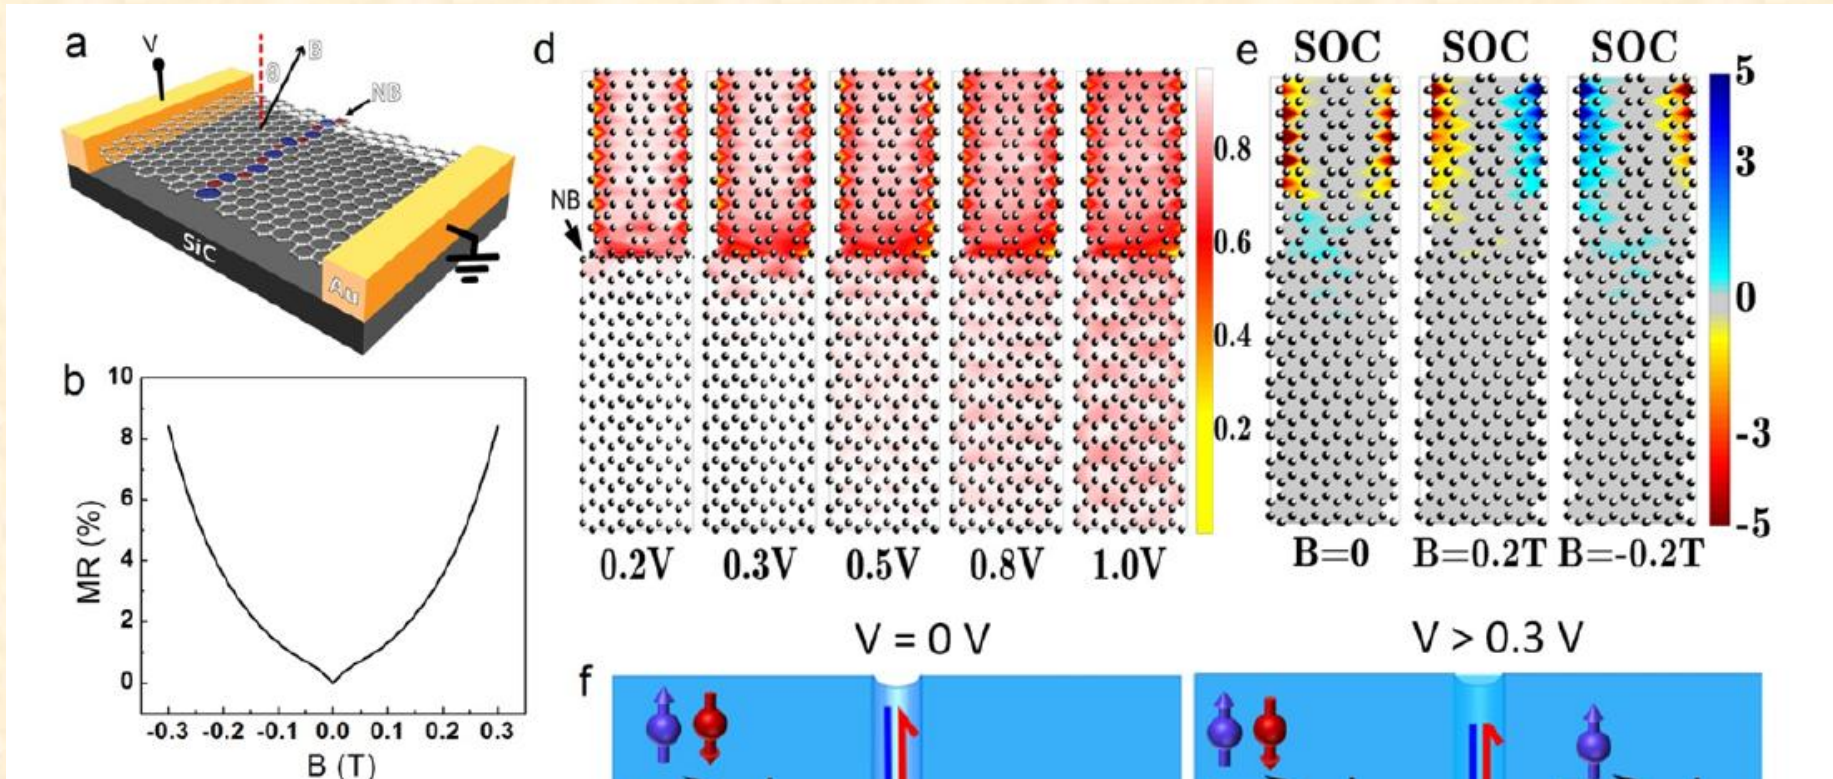 a
V
θ
B
NB
SiC
Au
b
10
8
6
4
2
0
MR (%)
-0.3 -0.2 -0.1 0.0 0.1 0.2 0.3
B (T)
d
NB
0.2V 0.3V 0.5V 0.8V 1.0V
0.8
0.6
0.4
0.2
e
SOC SOC SOC
B=0 B=0.2T B=-0.2T
5
3
0
-3
-5
f
V = 0 V
V > 0.3 V